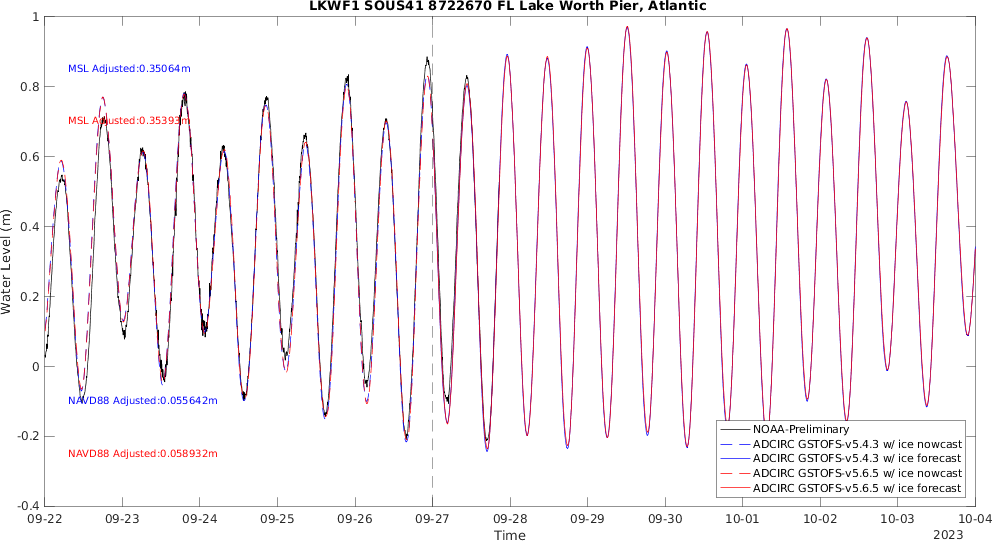 LKWF1 SOUS41 8722670 FL Lake Worth Pier, Atlantic
1
0.8
0.6
0.4
0.2
0
-0.2
-0.4
Water Level (m)
MSL Adjusted:0.35064m
MSL Adjusted:0.35393m
NAVD88 Adjusted:0.055642m
NAVD88 Adjusted:0.058932m
NOAA-Preliminary
ADCIRC GSTOFS-v5.4.3 w/ ice nowcast
ADCIRC GSTOFS-v5.4.3 w/ ice forecast
ADCIRC GSTOFS-v5.6.5 w/ ice nowcast
ADCIRC GSTOFS-v5.6.5 w/ ice forecast
09-22 09-23 09-24 09-25 09-26 09-27 09-28 09-29 09-30 10-01 10-02 10-03 10-04
Time
2023